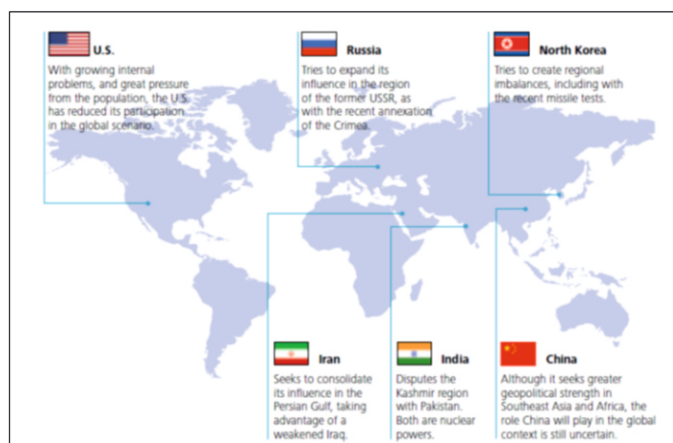 U.S.
With growing internal
problems, and great pressure
from the population, the U.S.
has reduced its participation
in the global scenario.
Russia
Tries to expand its
influence in the region
of the former USSR, as
with the recent annexation
of the Crimea.
North Korea
Tries to create regional
imbalances, including with
the recent missile tests.
Iran
Seeks to consolidate
its influence in the
Persian Gulf, taking
advantage of a
weakened Iraq.
India
Disputes the
Kashmir region
with Pakistan.
Both are nuclear
powers.
China
Although it seeks greater
geopolitical strength in
Southeast Asia and Africa, the
role China will play in the global
context is still uncertain.